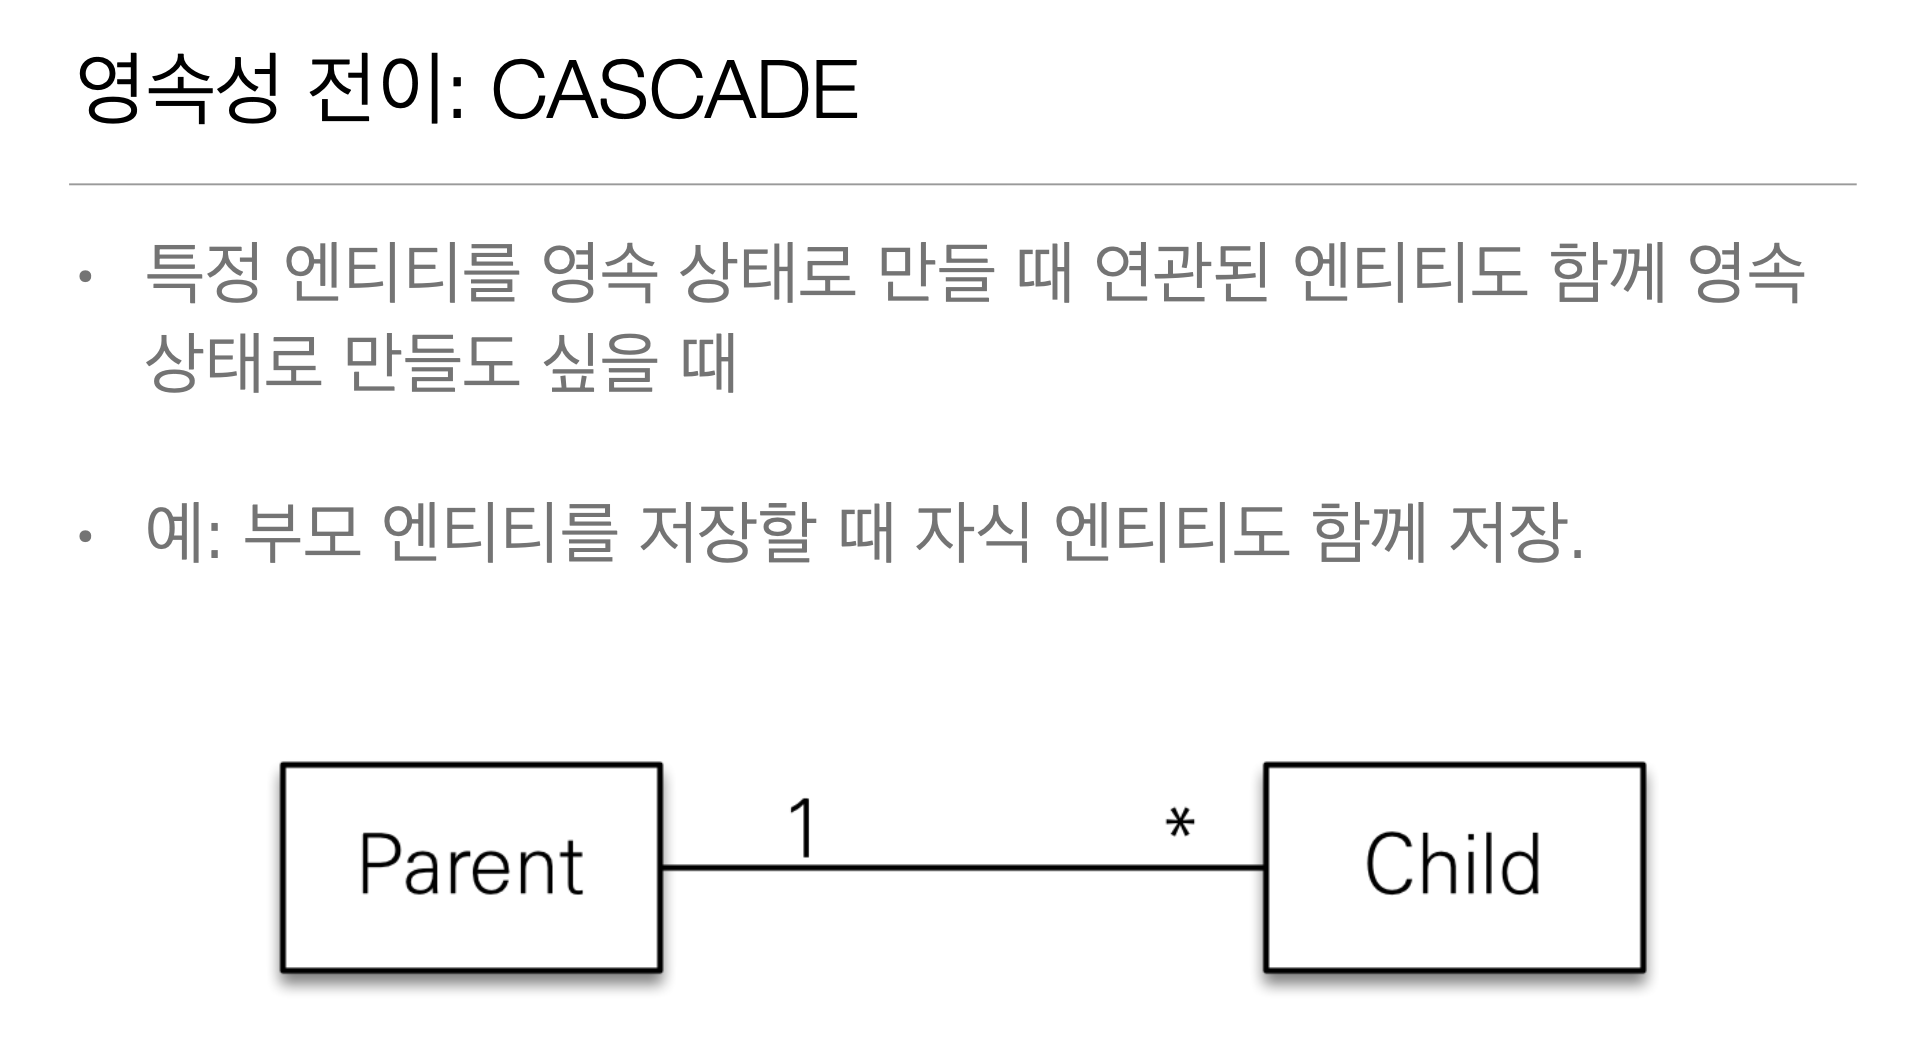 영속성 전이: CASCADE
• 특정 엔티티를 영속 상태로 만들 때 연관된 엔티티도 함께 영속
상태로 만들도 싶을 때
• 예: 부모 엔티티를 저장할 때 자식 엔티티도 함께 저장.
Parent 1 * Child